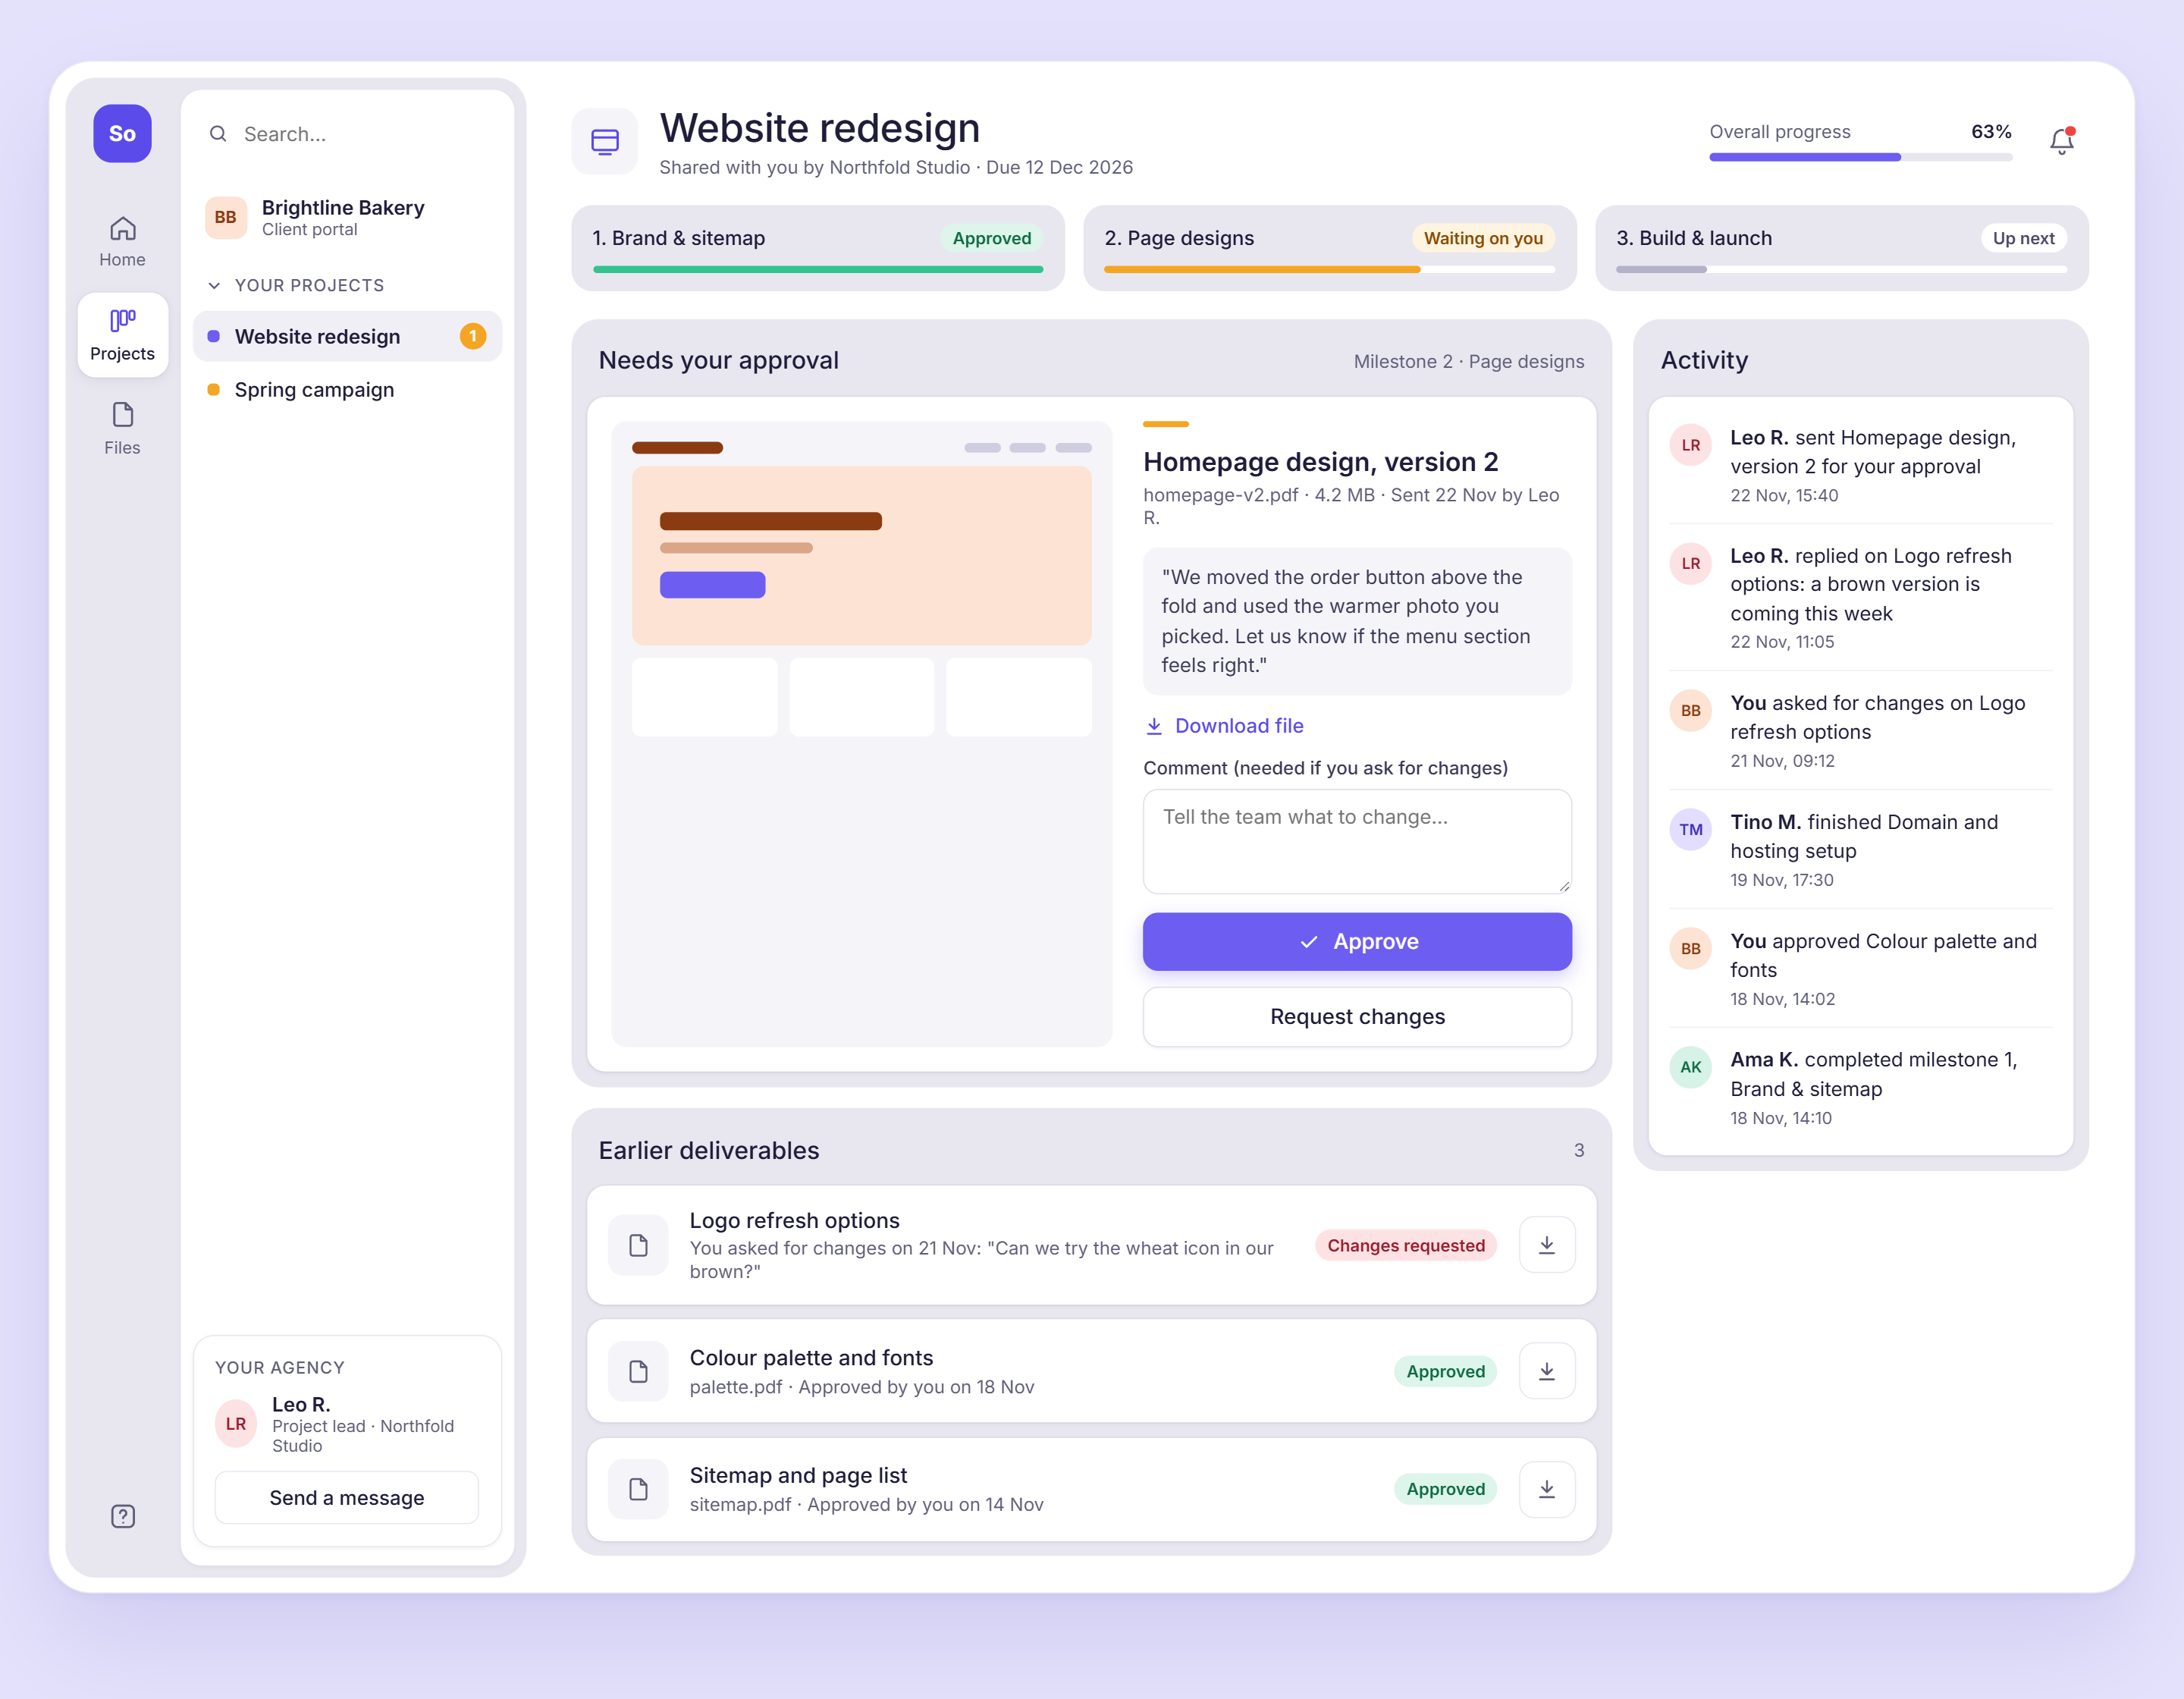 So
Home
Projects
Files
Search...
BB
Brightline Bakery
Client portal
YOUR PROJECTS
Website redesign
1
Spring campaign
YOUR AGENCY
LR
Leo R.
Project lead · Northfold
Studio
Send a message
Website redesign
Shared with you by Northfold Studio · Due 12 Dec 2026
Overall progress
63%
1. Brand & sitemap
Approved
2. Page designs
Waiting on you
3. Build & launch
Up next
Needs your approval
Milestone 2 · Page designs
Homepage design, version 2
homepage-v2.pdf · 4.2 MB · Sent 22 Nov by Leo
R.
"We moved the order button above the
fold and used the warmer photo you
picked. Let us know if the menu section
feels right."
Download file
Comment (needed if you ask for changes)
Tell the team what to change...
Approve
Request changes
Earlier deliverables
3
Logo refresh options
You asked for changes on 21 Nov: "Can we try the wheat icon in our
brown?"
Changes requested
Colour palette and fonts
palette.pdf · Approved by you on 18 Nov
Approved
Sitemap and page list
sitemap.pdf · Approved by you on 14 Nov
Approved
Activity
LR
Leo R. sent Homepage design,
version 2 for your approval
22 Nov, 15:40
LR
Leo R. replied on Logo refresh
options: a brown version is
coming this week
22 Nov, 11:05
BB
You asked for changes on Logo
refresh options
21 Nov, 09:12
TM
Tino M. finished Domain and
hosting setup
19 Nov, 17:30
BB
You approved Colour palette and
fonts
18 Nov, 14:02
AK
Ama K. completed milestone 1,
Brand & sitemap
18 Nov, 14:10